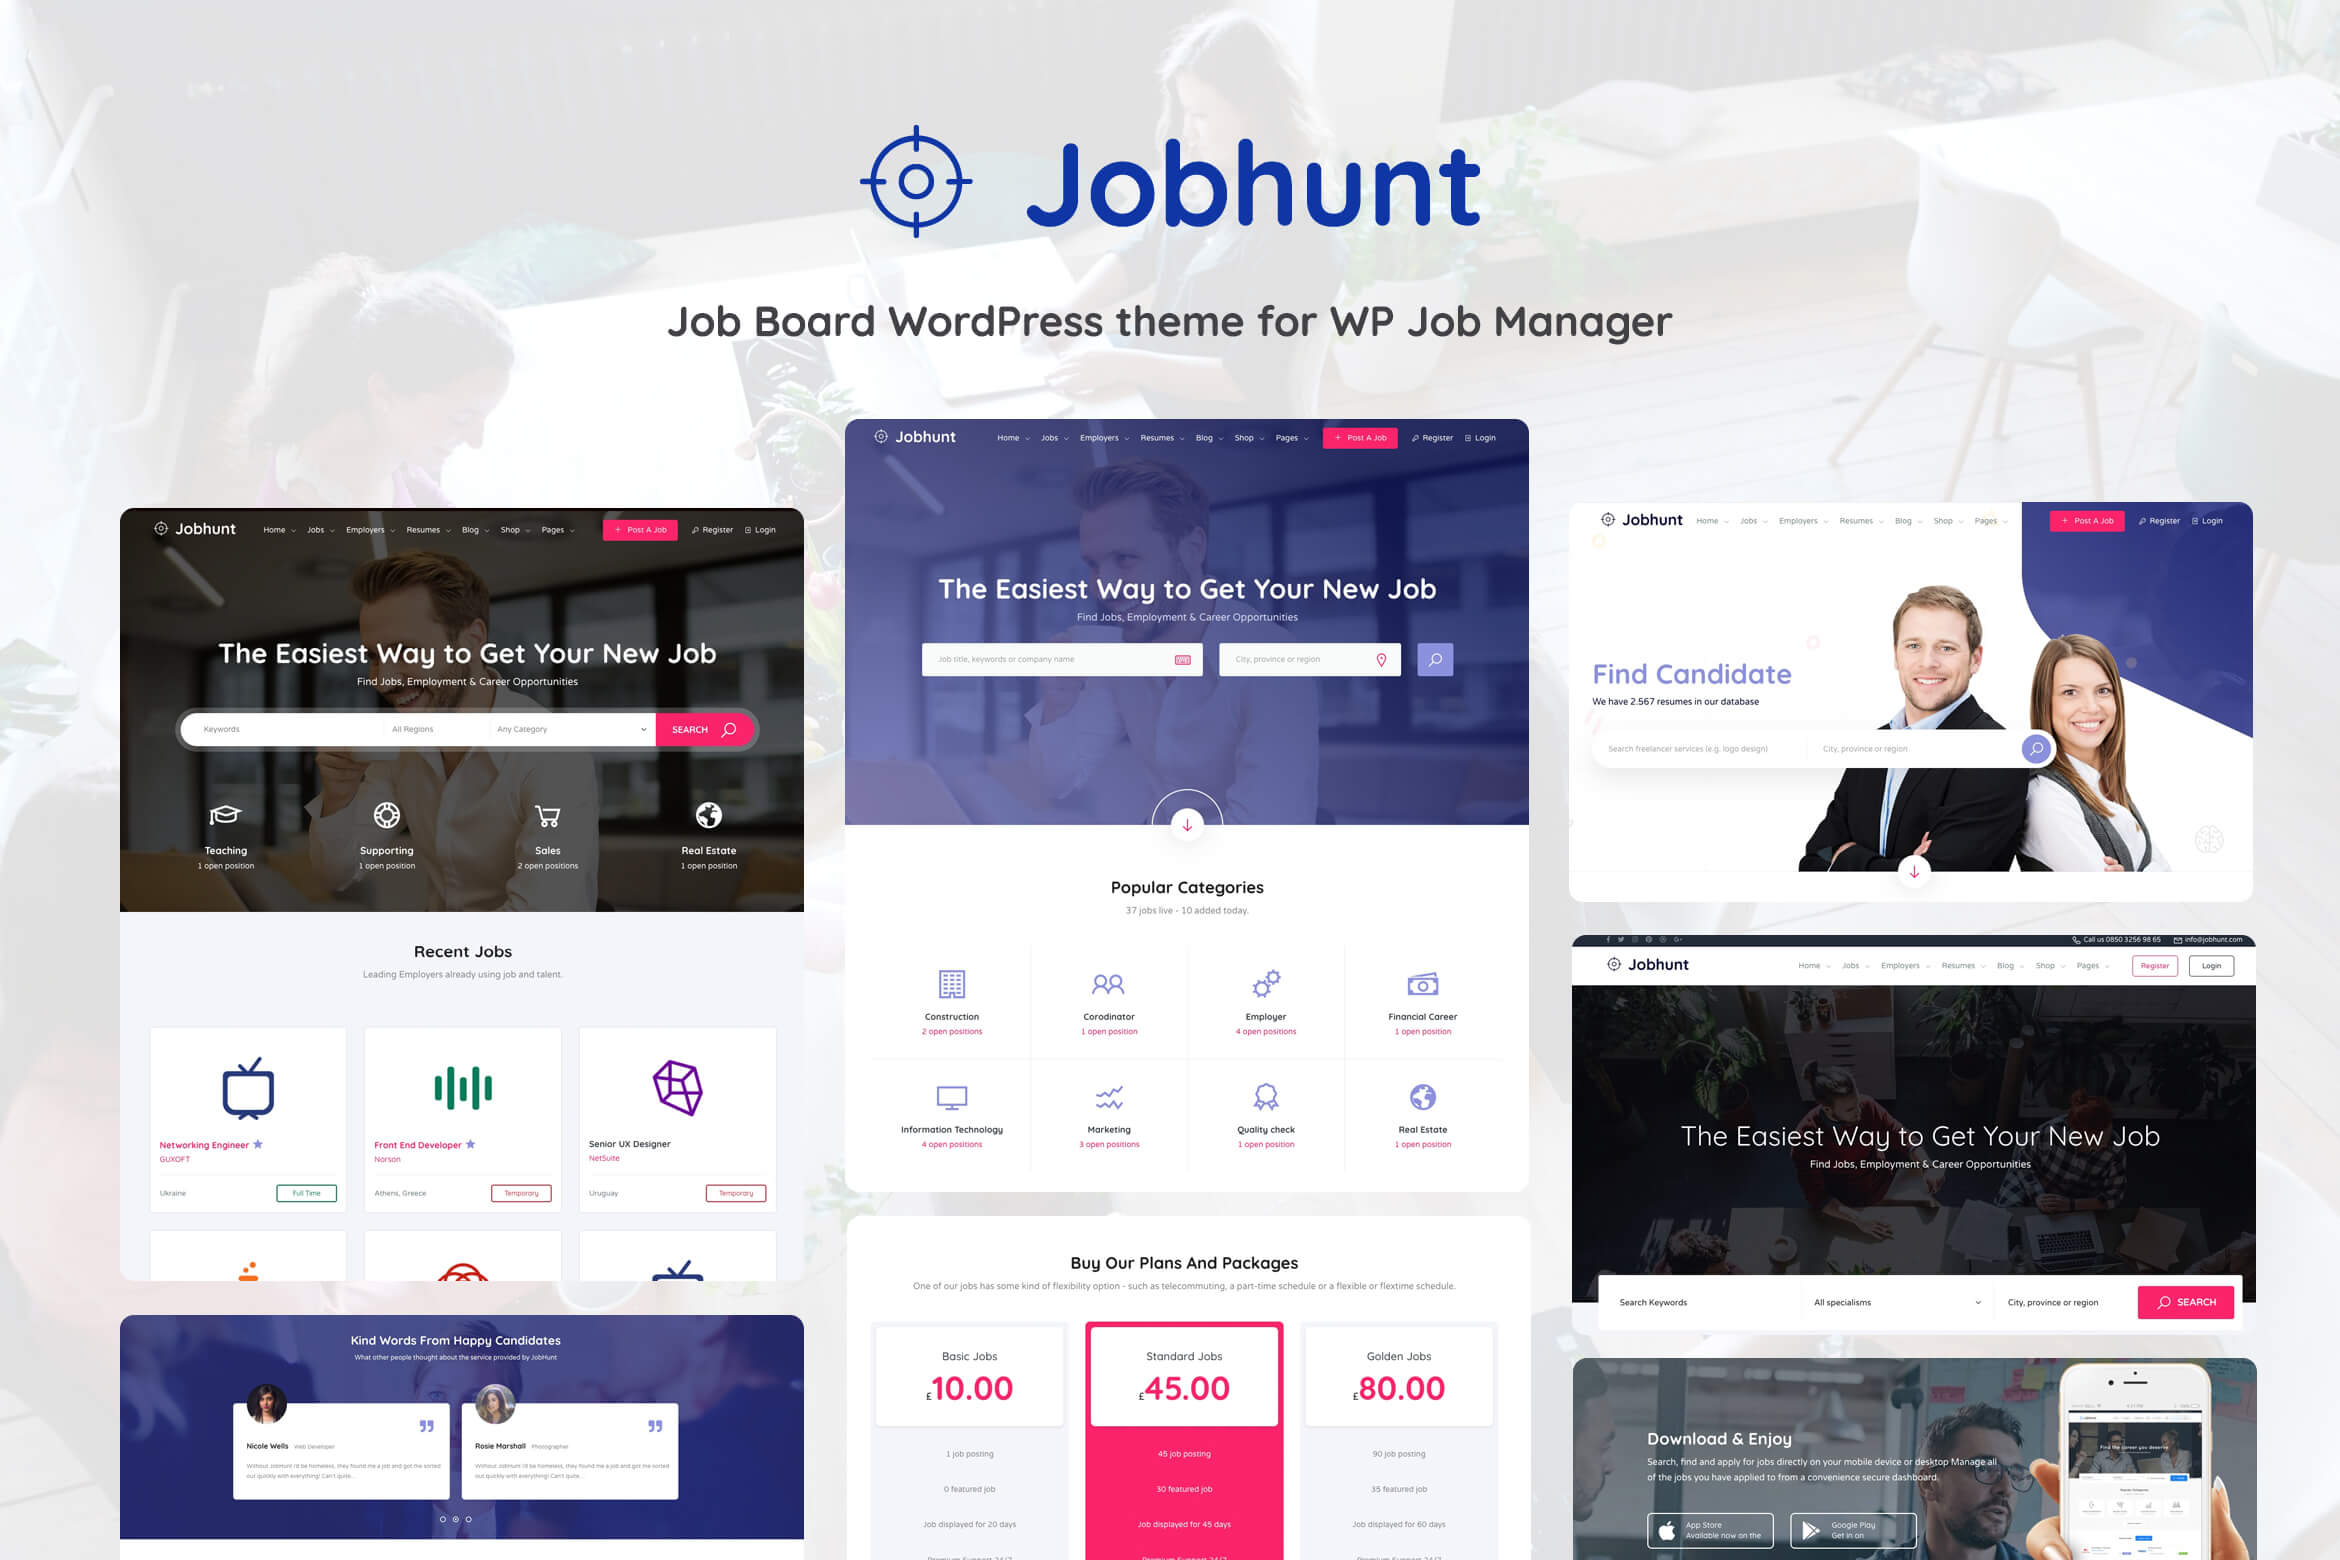 Jobhunt
Job Board WordPress theme for WP Job Manager
Jobhunt Home Jobs Employers Resumes Blog Shop Pages + Post A Job Register Login
The Easiest Way to Get Your New Job
Find Jobs, Employment & Career Opportunities
Keywords All Regions Any Category SEARCH
Teaching Supporting Sales Real Estate
1 open position 1 open position 2 open positions 1 open position
Recent Jobs
Leading Employers already using job and talent.
Networking Engineer Front End Developer Senior UX Designer
GUXOFT Norson NetSuite
Ukraine Full Time Athens, Greece Temporary Uruguay Temporary
Kind Words From Happy Candidates
What other people thought about the service provided by JobHunt
Nicole Wells Web Developer
Without JobHunt i'd be homeless, they found me a job and got me sorted
out quickly with everything! Can't quite...
Rosie Marshall Photographer
Without JobHunt i'd be homeless, they found me a job and got me sorted
out quickly with everything! Can't quite...
Jobhunt Home Jobs Employers Resumes Blog Shop Pages + Post A Job Register Login
The Easiest Way to Get Your New Job
Find Jobs, Employment & Career Opportunities
Job title, keywords or company name City, province or region
Popular Categories
37 jobs live - 10 added today.
Construction Corodinator Employer Financial Career
2 open positions 1 open position 4 open positions 1 open position
Information Technology Marketing Quality check Real Estate
4 open positions 3 open positions 1 open position 1 open position
Buy Our Plans And Packages
One of our jobs has some kind of flexibility option - such as telecommuting, a part-time schedule or a flexible or flextime schedule.
Basic Jobs Standard Jobs Golden Jobs
£10.00 £45.00 £80.00
1 job posting 45 job posting 90 job posting
0 featured job 30 featured job 35 featured job
Job displayed for 20 days Job displayed for 45 days Job displayed for 60 days
Premium Support 24/7 Premium Support 24/7 Premium Support 24/7
Jobhunt Home Jobs Employers Resumes Blog Shop Pages + Post A Job Register Login
Find Candidate
We have 2.567 resumes in our database
Search freelancer services (e.g. logo design) City, province or region
Call us 0850 3256 98 65 info@jobhunt.com
Jobhunt Home Jobs Employers Resumes Blog Shop Pages Register Login
The Easiest Way to Get Your New Job
Find Jobs, Employment & Career Opportunities
Search Keywords All specialisms City, province or region SEARCH
Download & Enjoy
Search, find and apply for jobs directly on your mobile device or desktop Manage all
of the jobs you have applied to from a convenience secure dashboard.
App Store Google Play
Available now on the Get in on
Find the career you deserve